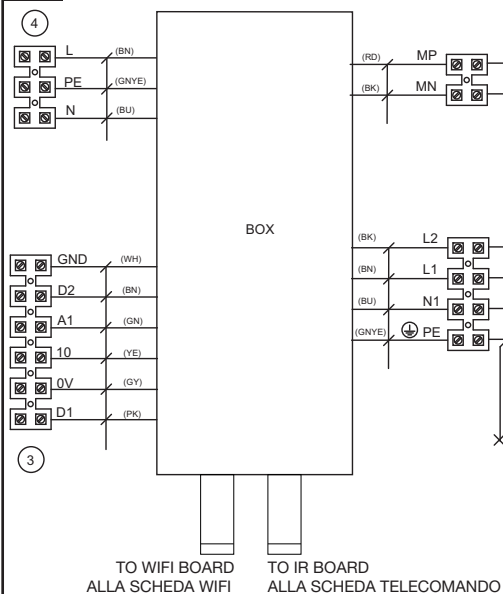 4
L (BN)
PE (GNYE)
N (BU)
(RD) MP
(BK) MN
BOX
GND (WH)
D2 (BN)
A1 (GN)
10 (YE)
0V (GY)
D1 (PK)
3
(BK) L2
(BN) L1
(BU) N1
(GNYE) PE
TO WIFI BOARD
ALLA SCHEDA WIFI
TO IR BOARD
ALLA SCHEDA TELECOMANDO